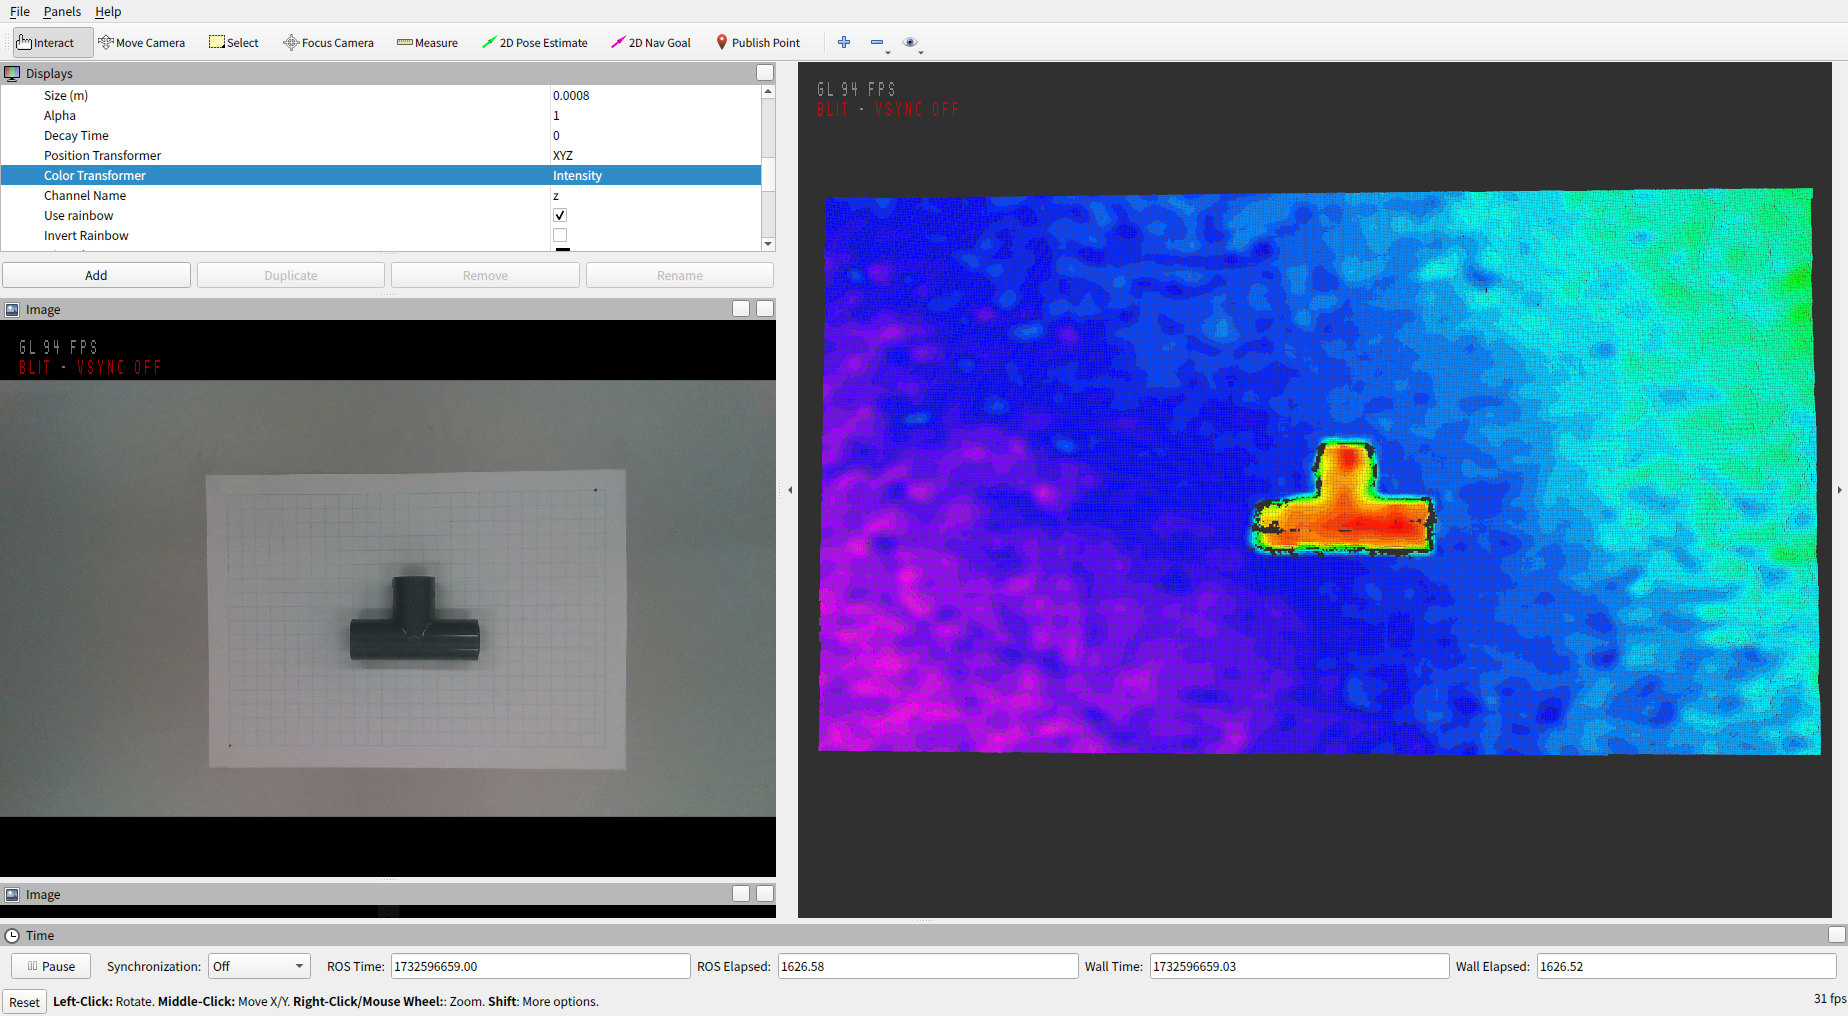 File Panels Help
Interact Move Camera Select Focus Camera Measure 2D Pose Estimate 2D Nav Goal Publish Point
Displays
Size (m) 0.0008
Alpha 1
Decay Time 0
Position Transformer XYZ
Color Transformer Intensity
Channel Name z
Use rainbow
Invert Rainbow
Add Duplicate Remove Rename
Image
GL 94 FPS
BLIT - VSYNC OFF
Image
GL 94 FPS
BLIT - VSYNC OFF
Time
Pause Synchronization: Off ROS Time: 1732596659.00 ROS Elapsed: 1626.58 Wall Time: 1732596659.03 Wall Elapsed: 1626.52
Reset Left-Click: Rotate. Middle-Click: Move X/Y. Right-Click/Mouse Wheel:: Zoom. Shift: More options. 31 fps